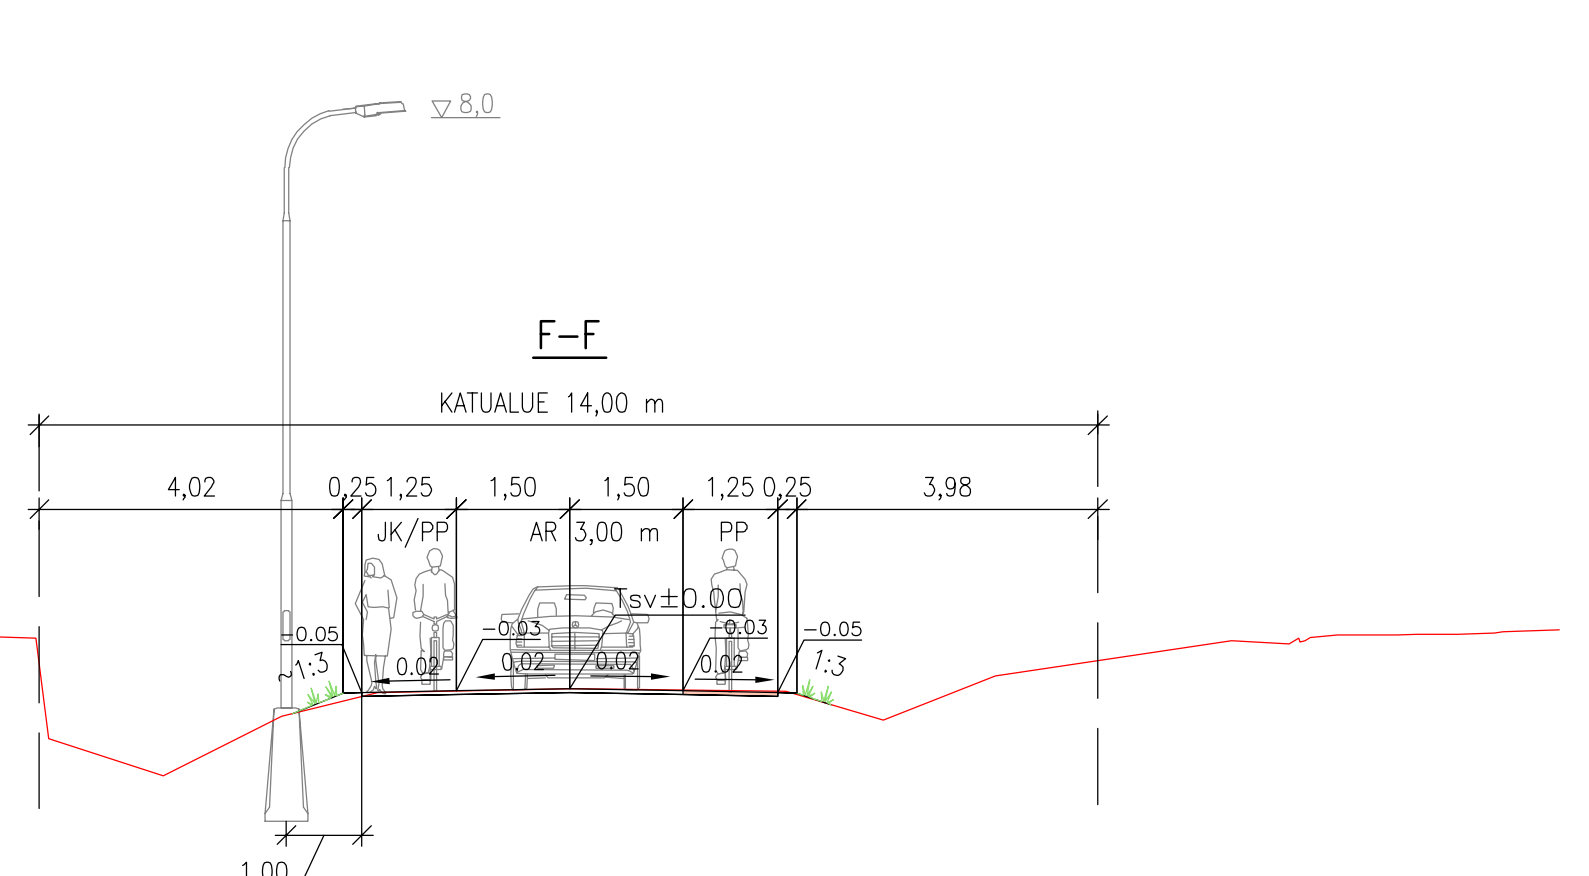 8,0
F-F
KATUALUE 14,00 m
4,02 0,25 1,25 1,50 1,50 1,25 0,25 3,98
JK/PP AR 3,00 m PP
Tsv±0.00
-0.05 -0.03 -0.03 -0.05
~1:3 0.02 0.02 0.02 0.02 1:3
1,00